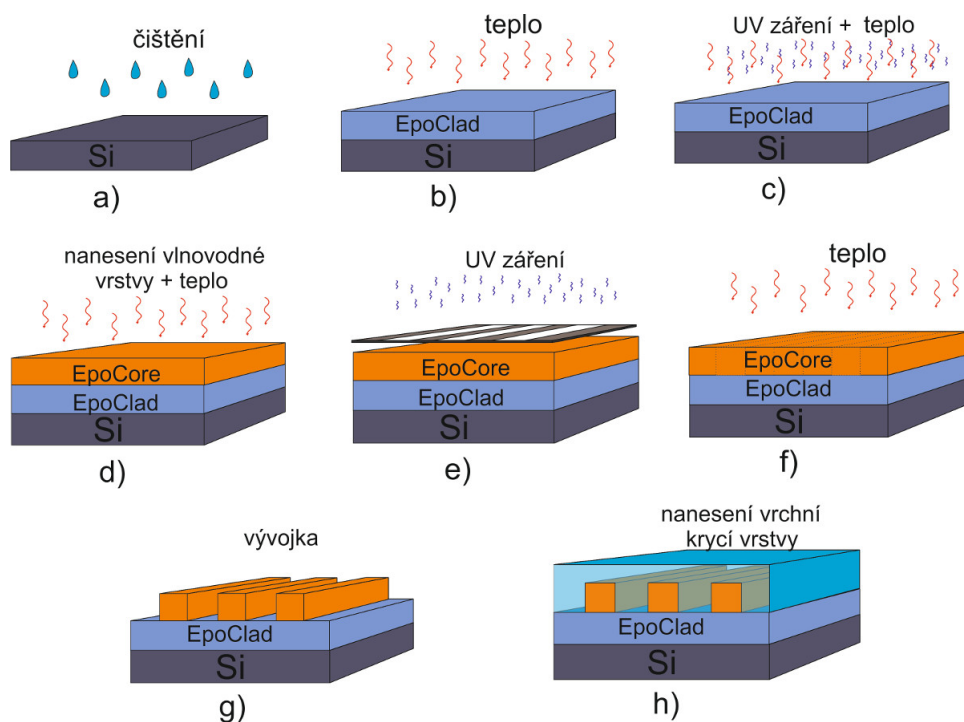 čištění
Si
a)
teplo
EpoClad
Si
b)
UV záření + teplo
EpoClad
Si
c)
nanesení vlnovodné
vrstvy + teplo
EpoCore
EpoClad
Si
d)
UV záření
EpoCore
EpoClad
Si
e)
teplo
EpoCore
EpoClad
Si
f)
vývojka
EpoClad
Si
g)
nanesení vrchní
krycí vrstvy
EpoClad
Si
h)